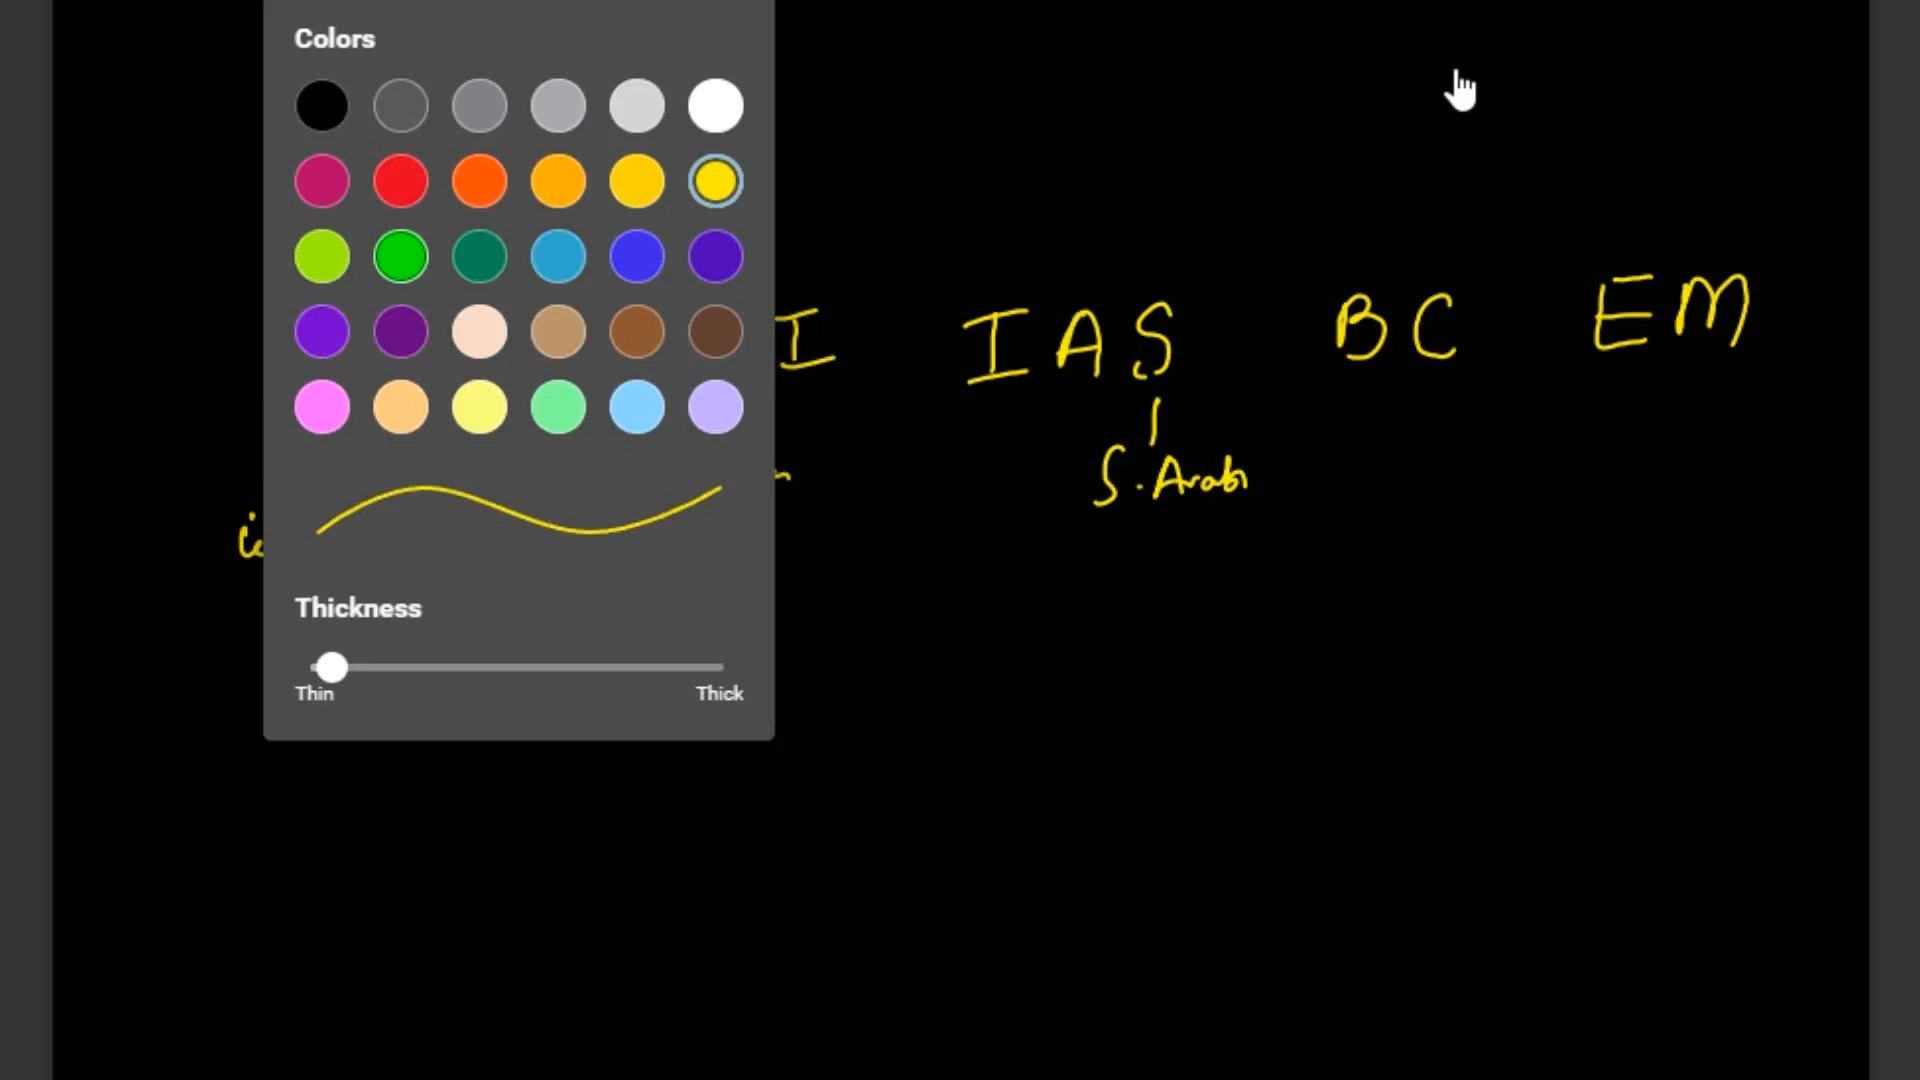 Colors
I IAS BC EM
S. Arab
Thickness
Thin Thick